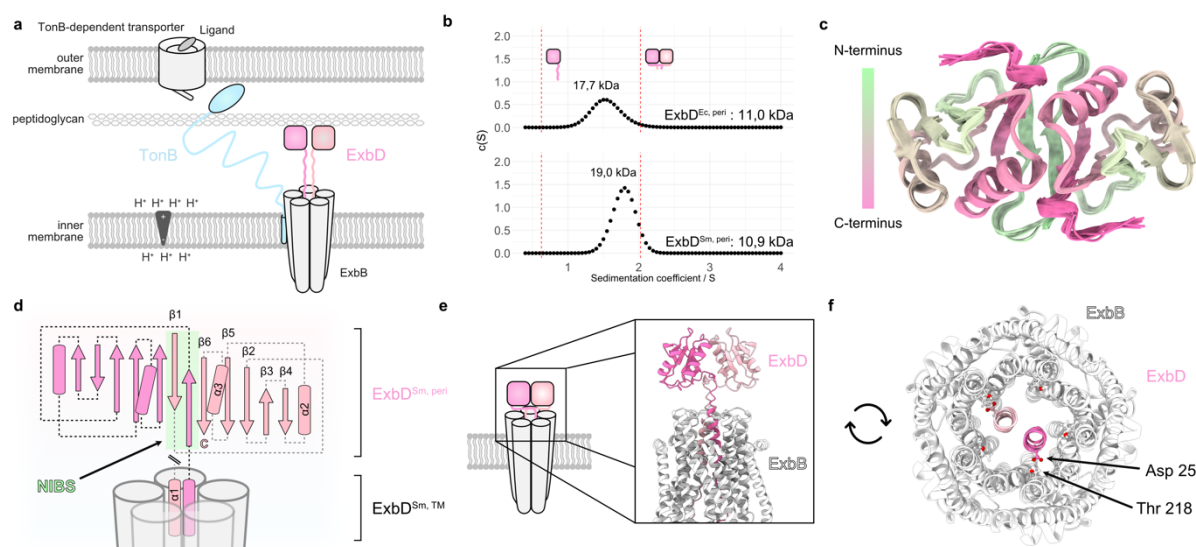 a
TonB-dependent transporter
Ligand
outer
membrane
peptidoglycan
TonB
ExbD
H⁺ H⁺ H⁺ H⁺
+
-
inner
membrane
H⁺ H⁺ H⁺
ExbB
b
2.0
1.5
1.0
0.5
0.0
17,7 kDa
ExbD^Ec, peri : 11,0 kDa
c(S)
2.0
1.5
1.0
0.5
0.0
19,0 kDa
ExbD^Sm, peri : 10,9 kDa
1 2 3 4
Sedimentation coefficient / S
c
N-terminus
C-terminus
d
β1
β6 β5
β2
β3 β4
α3
α2
C
ExbD^Sm, peri
NIBS
α1
ExbD^Sm, TM
e
ExbD
ExbB
f
ExbB
ExbD
Asp 25
Thr 218